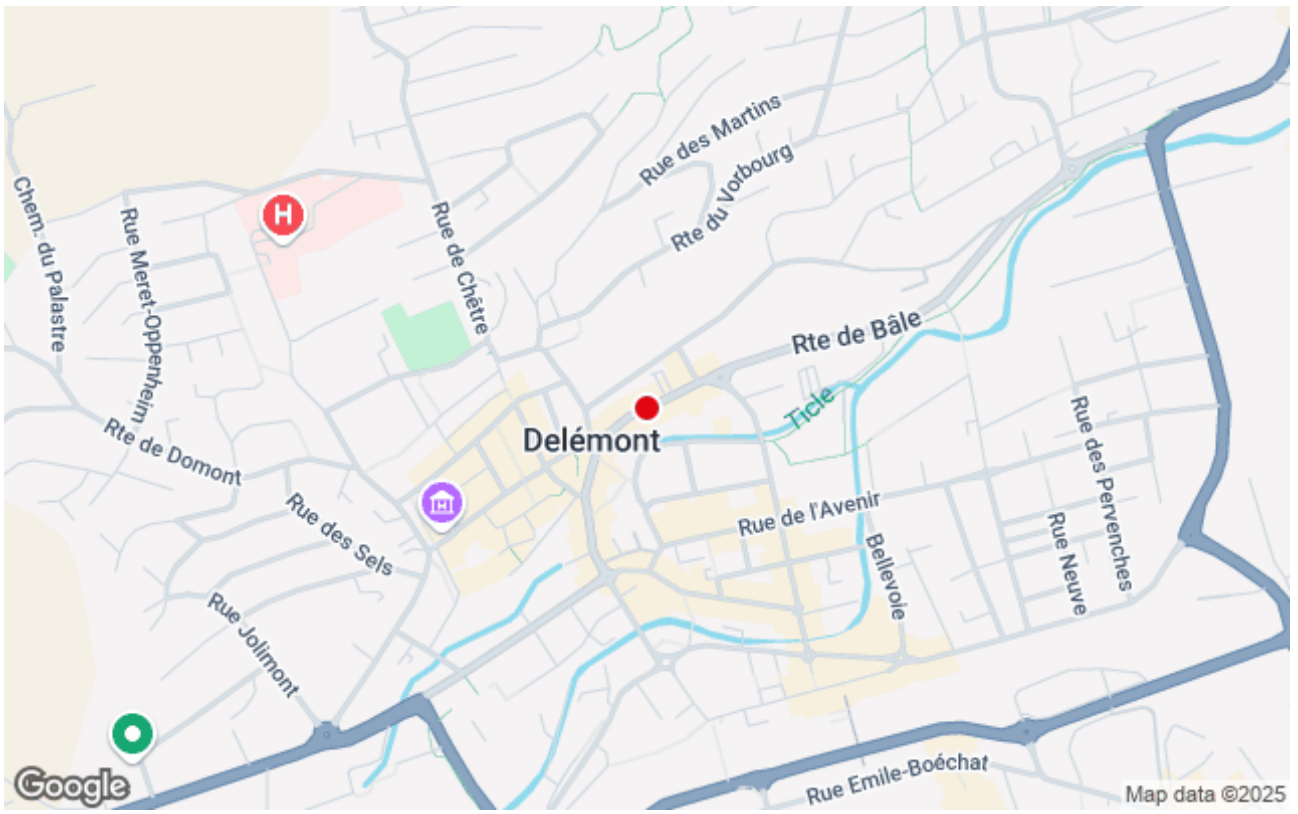 Rue des Martins
Rte du Vorbourg
H
Chem. du Palastre
Rue Meret-Oppenheim
Rue de Chêtre
Rte de Bâle
Ticle
Delémont
Rte de Domont
Rue des Sels
Rue de l'Avenir
Bellevoie
Rue des Pervenches
Rue Neuve
Rue Jolimont
Rue Emile-Boéchat
Google
Map data ©2025